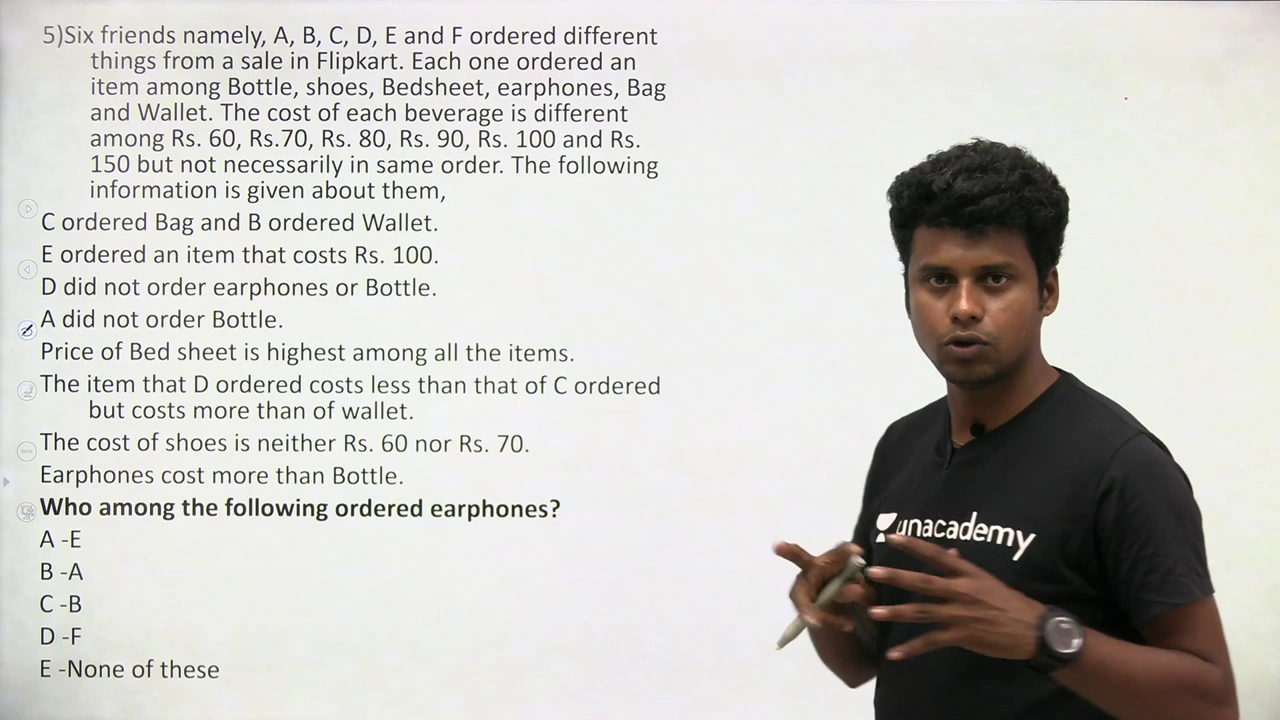 5)Six friends namely, A, B, C, D, E and F ordered different
things from a sale in Flipkart. Each one ordered an
item among Bottle, shoes, Bedsheet, earphones, Bag
and Wallet. The cost of each beverage is different
among Rs. 60, Rs.70, Rs. 80, Rs. 90, Rs. 100 and Rs.
150 but not necessarily in same order. The following
information is given about them,
C ordered Bag and B ordered Wallet.
E ordered an item that costs Rs. 100.
D did not order earphones or Bottle.
A did not order Bottle.
Price of Bed sheet is highest among all the items.
The item that D ordered costs less than that of C ordered
but costs more than of wallet.
The cost of shoes is neither Rs. 60 nor Rs. 70.
Earphones cost more than Bottle.
Who among the following ordered earphones?
A -E
B -A
C -B
D -F
E -None of these
unacademy